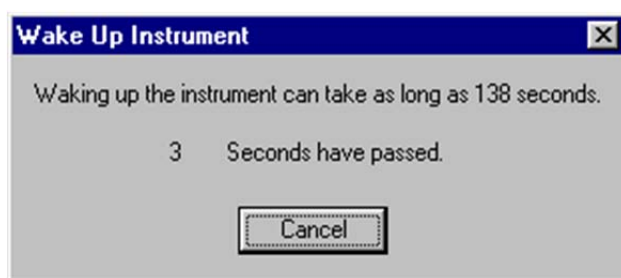 Wake Up Instrument
Waking up the instrument can take as long as 138 seconds.
3 Seconds have passed.
Cancel